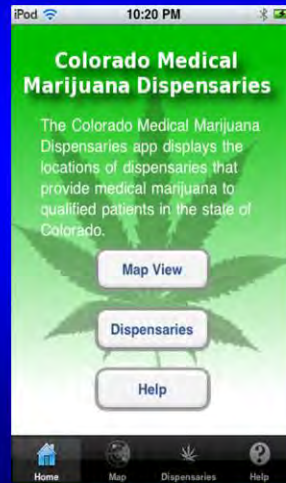 iPod 10:20 PM
Colorado Medical
Marijuana Dispensaries
The Colorado Medical Marijuana
Dispensaries app displays the
locations of dispensaries that
provide medical marijuana to
qualified patients in the state of
Colorado.
Map View
Dispensaries
Help
Home Map Dispensaries Help